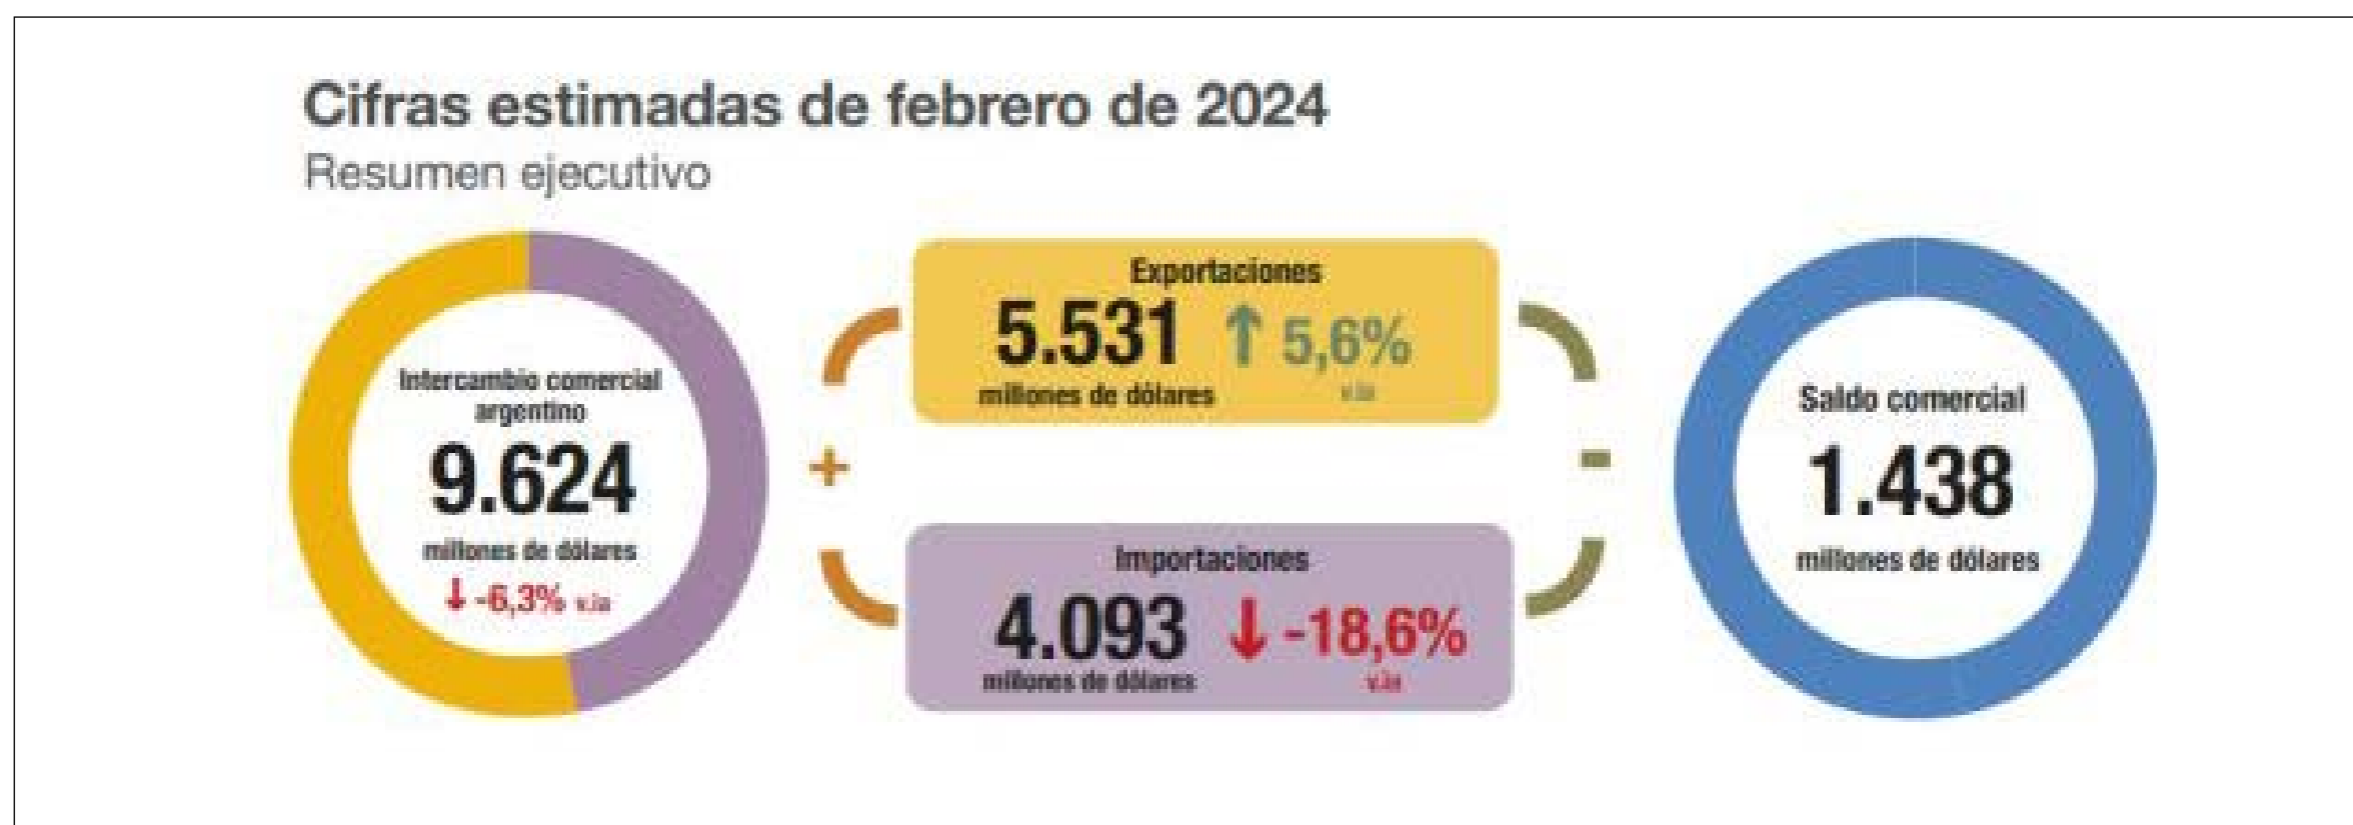 Cifras estimadas de febrero de 2024
Resumen ejecutivo
Intercambio comercial
argentino
9.624
millones de dólares
↓ -6,3% v.ia
+
Exportaciones
5.531 ↑ 5,6%
millones de dólares v.ia
Importaciones
4.093 ↓ -18,6%
millones de dólares v.ia
-
Saldo comercial
1.438
millones de dólares